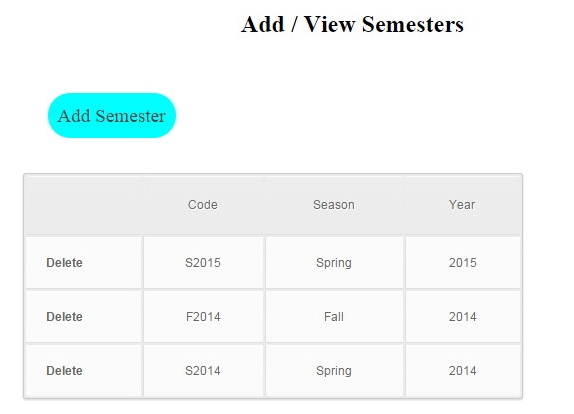 Add / View Semesters
Add Semester
Code Season Year
Delete S2015 Spring 2015
Delete F2014 Fall 2014
Delete S2014 Spring 2014